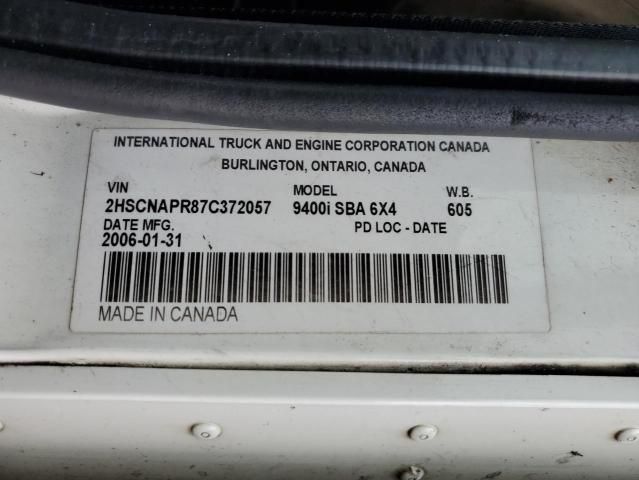 INTERNATIONAL TRUCK AND ENGINE CORPORATION CANADA
BURLINGTON, ONTARIO, CANADA
VIN MODEL W.B.
2HSCNAPR87C372057 9400i SBA 6X4 605
DATE MFG. PD LOC - DATE
2006-01-31
MADE IN CANADA